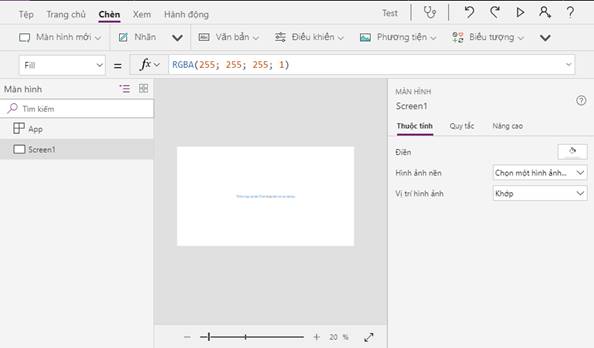 Tệp Trang chủ Chèn Xem Hành động Test
Màn hình mới Nhãn Văn bản Điều khiển Phương tiện Biểu tượng
Fill = fx RGBA(255; 255; 255; 1)
Màn hình
Tìm kiếm
App
Screen1
20 %
MÀN HÌNH
Screen1
Thuộc tính Quy tắc Nâng cao
Điền
Hình ảnh nền Chọn một hình ảnh...
Vị trí hình ảnh Khớp